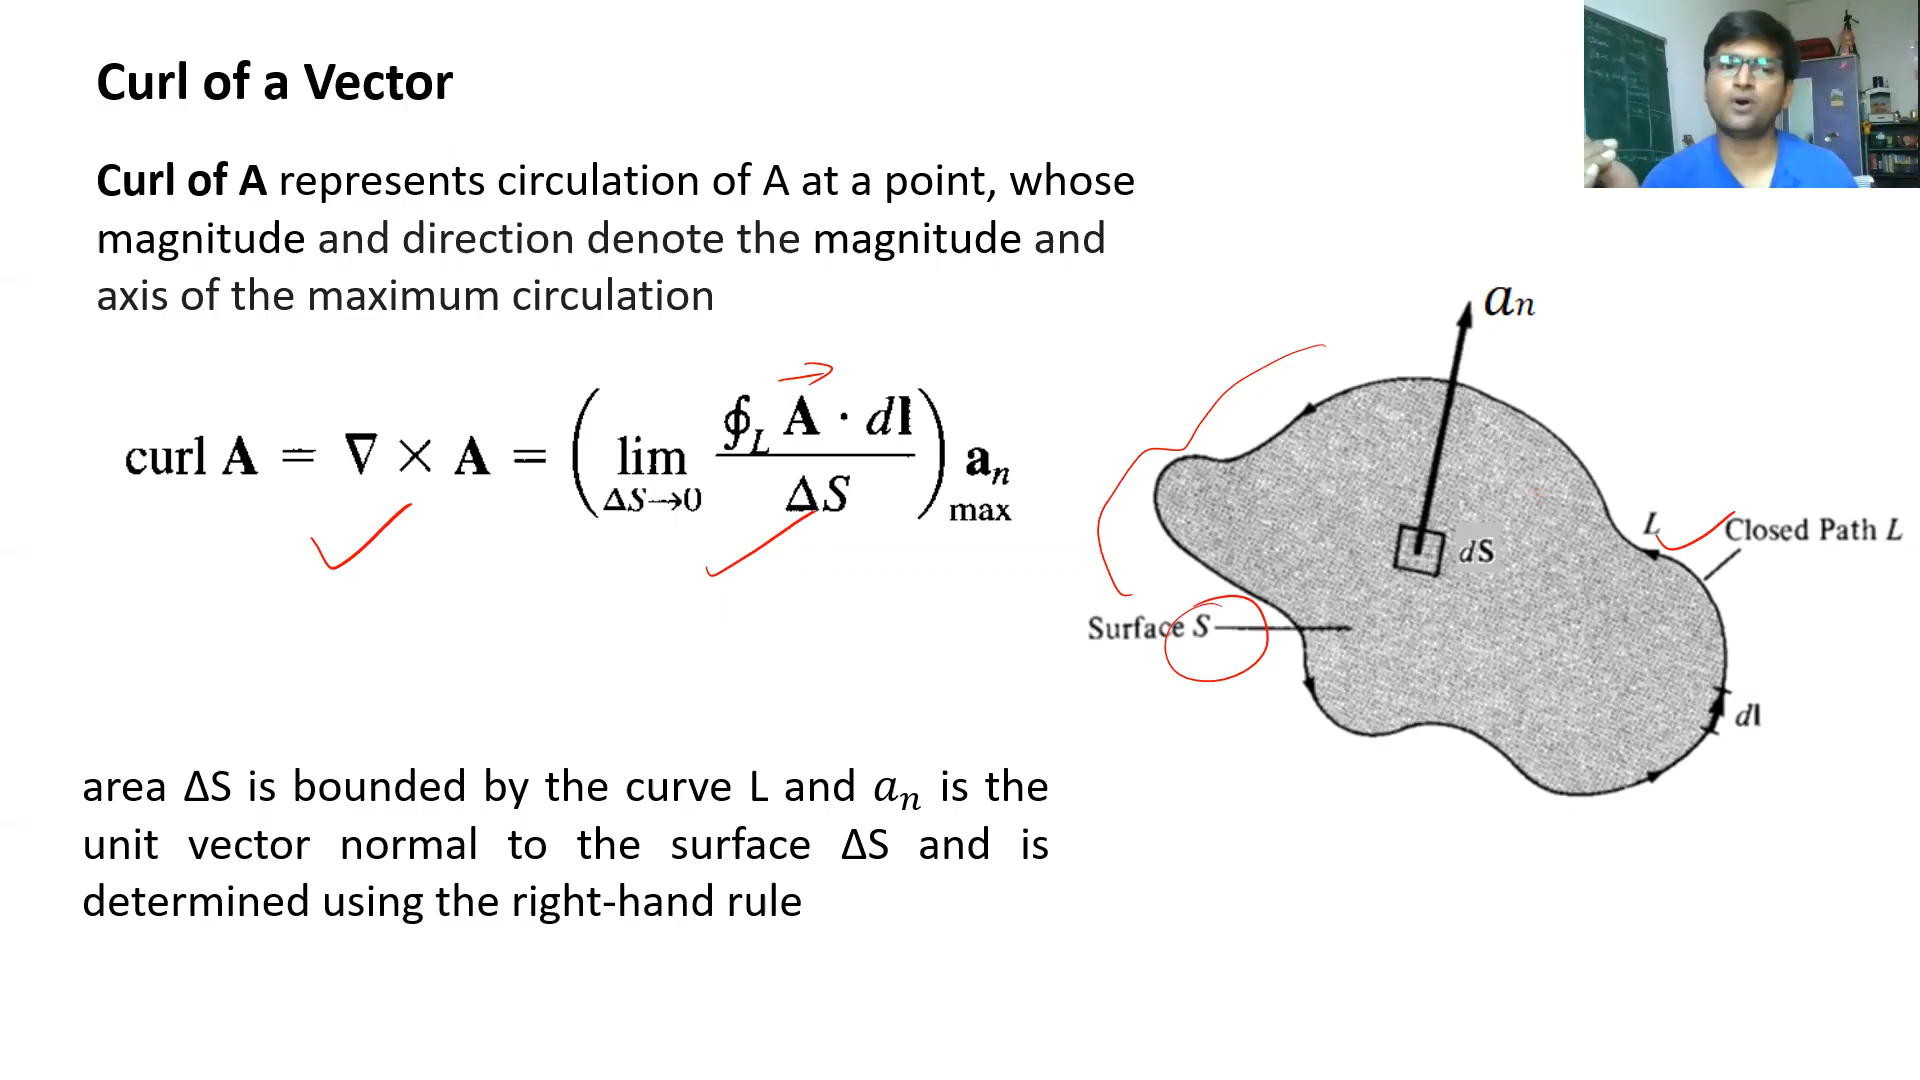 Curl of a Vector
Curl of A represents circulation of A at a point, whose
magnitude and direction denote the magnitude and
axis of the maximum circulation
curl A = ∇ × A = ( lim ΔS→0 ∮L A · dl / ΔS ) an max
an
dS
L
Closed Path L
Surface S
dl
area ΔS is bounded by the curve L and an is the
unit vector normal to the surface ΔS and is
determined using the right-hand rule